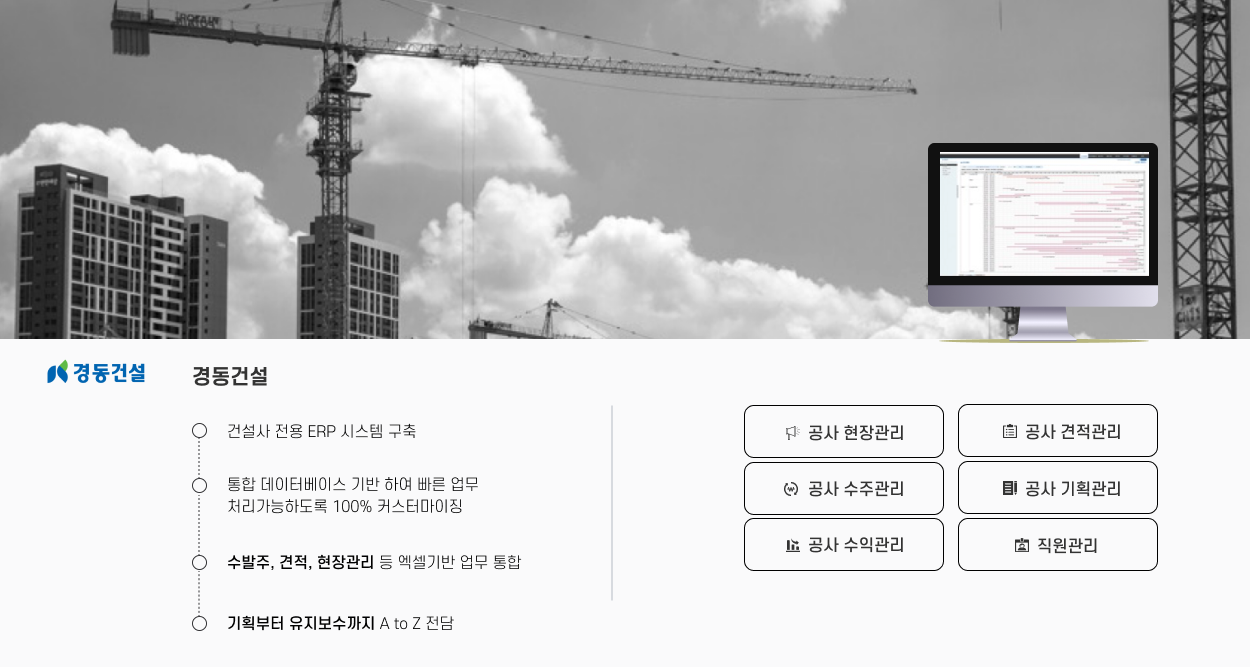 POTAIN
경동건설
경동건설
건설사 전용 ERP 시스템 구축
통합 데이터베이스 기반 하여 빠른 업무
처리가능하도록 100% 커스터마이징
수발주, 견적, 현장관리 등 엑셀기반 업무 통합
기획부터 유지보수까지 A to Z 전담
공사 현장관리
공사 견적관리
공사 수주관리
공사 기획관리
공사 수익관리
직원관리